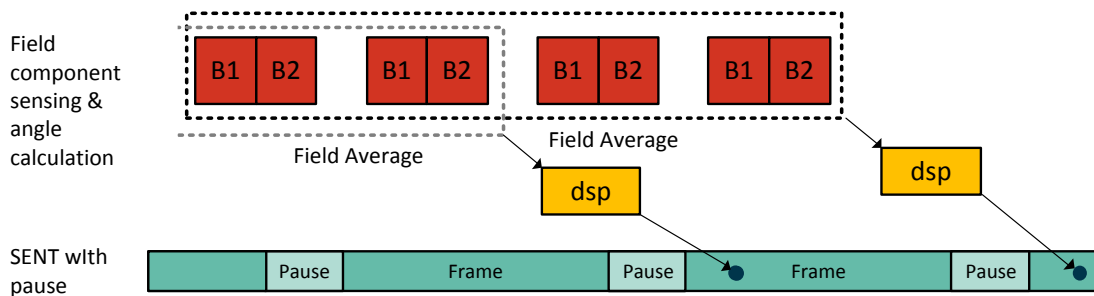 Field
component
sensing &
angle
calculation
B1 B2 B1 B2 B1 B2 B1 B2
Field Average
Field Average
dsp
dsp
SENT wIth
pause
Pause Frame Pause Frame Pause